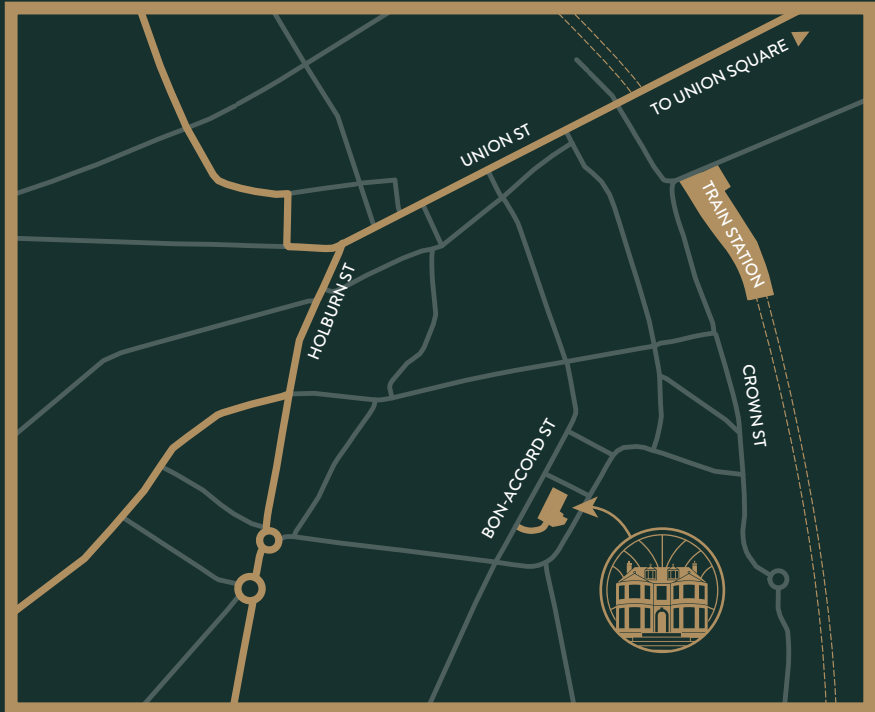 TO UNION SQUARE
UNION ST
TRAIN STATION
HOLBURN ST
CROWN ST
BON-ACCORD ST